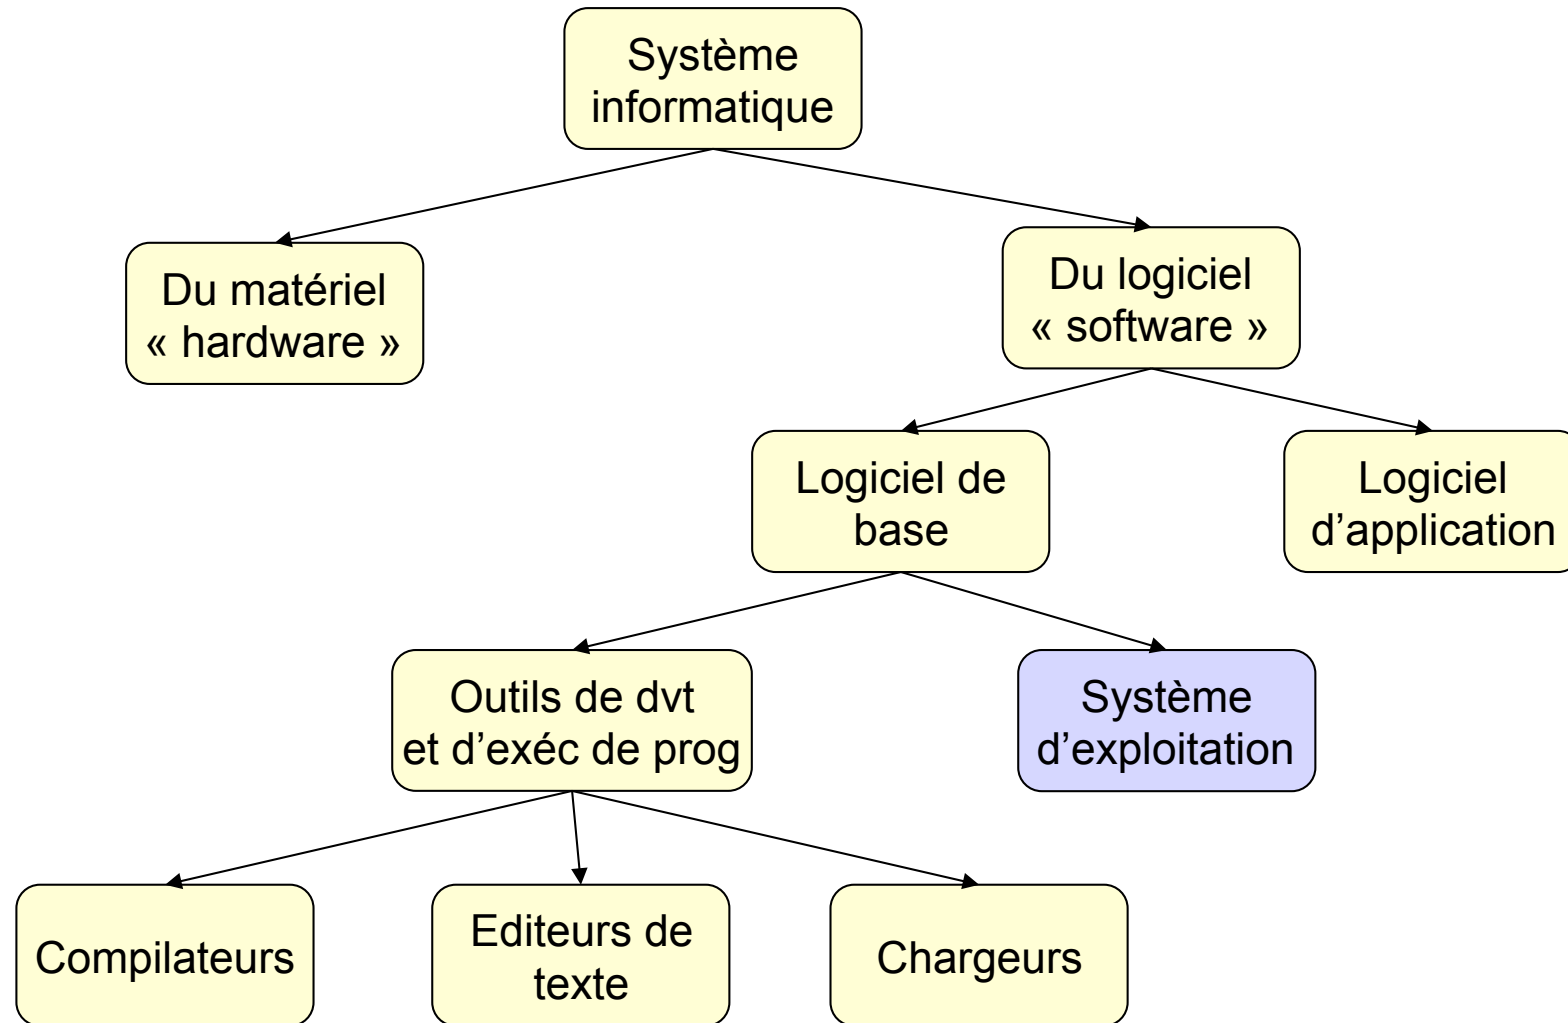 Système
informatique
Du matériel
« hardware »
Du logiciel
« software »
Logiciel de
base
Logiciel
d’application
Outils de dvt
et d’exéc de prog
Système
d’exploitation
Compilateurs
Editeurs de
texte
Chargeurs